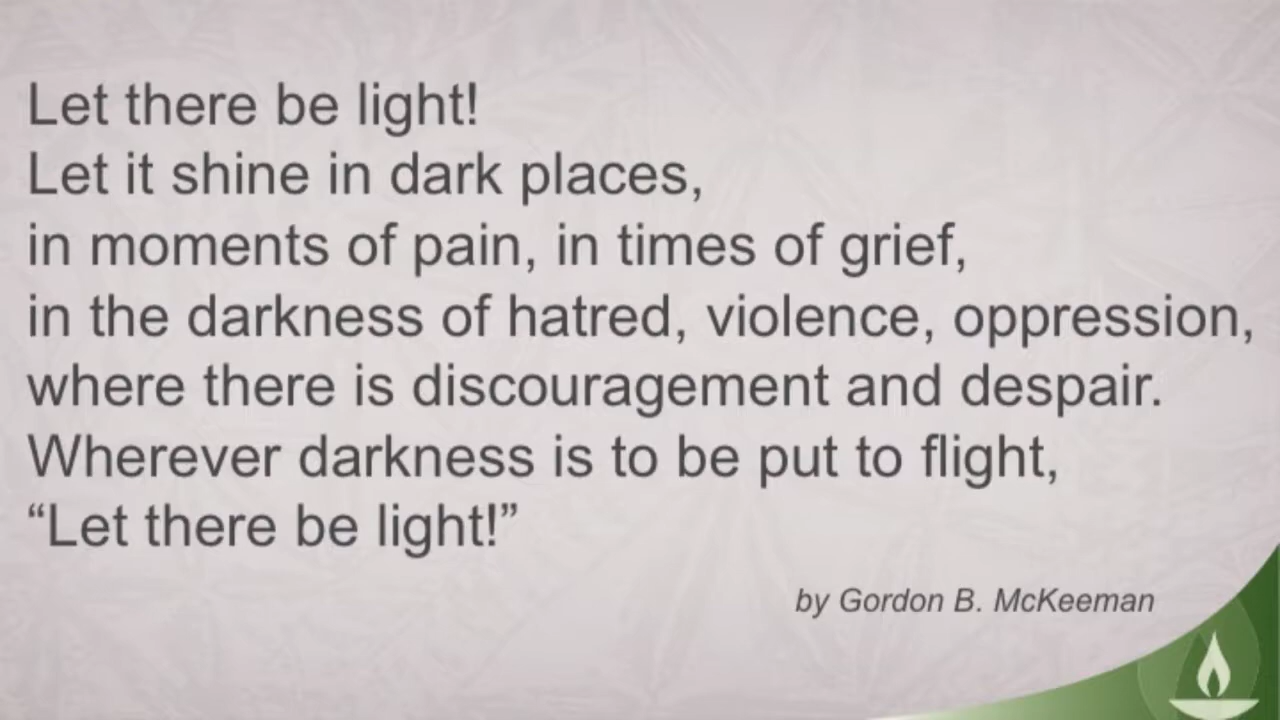 Let there be light!
Let it shine in dark places,
in moments of pain, in times of grief,
in the darkness of hatred, violence, oppression,
where there is discouragement and despair.
Wherever darkness is to be put to flight,
“Let there be light!”
by Gordon B. McKeeman